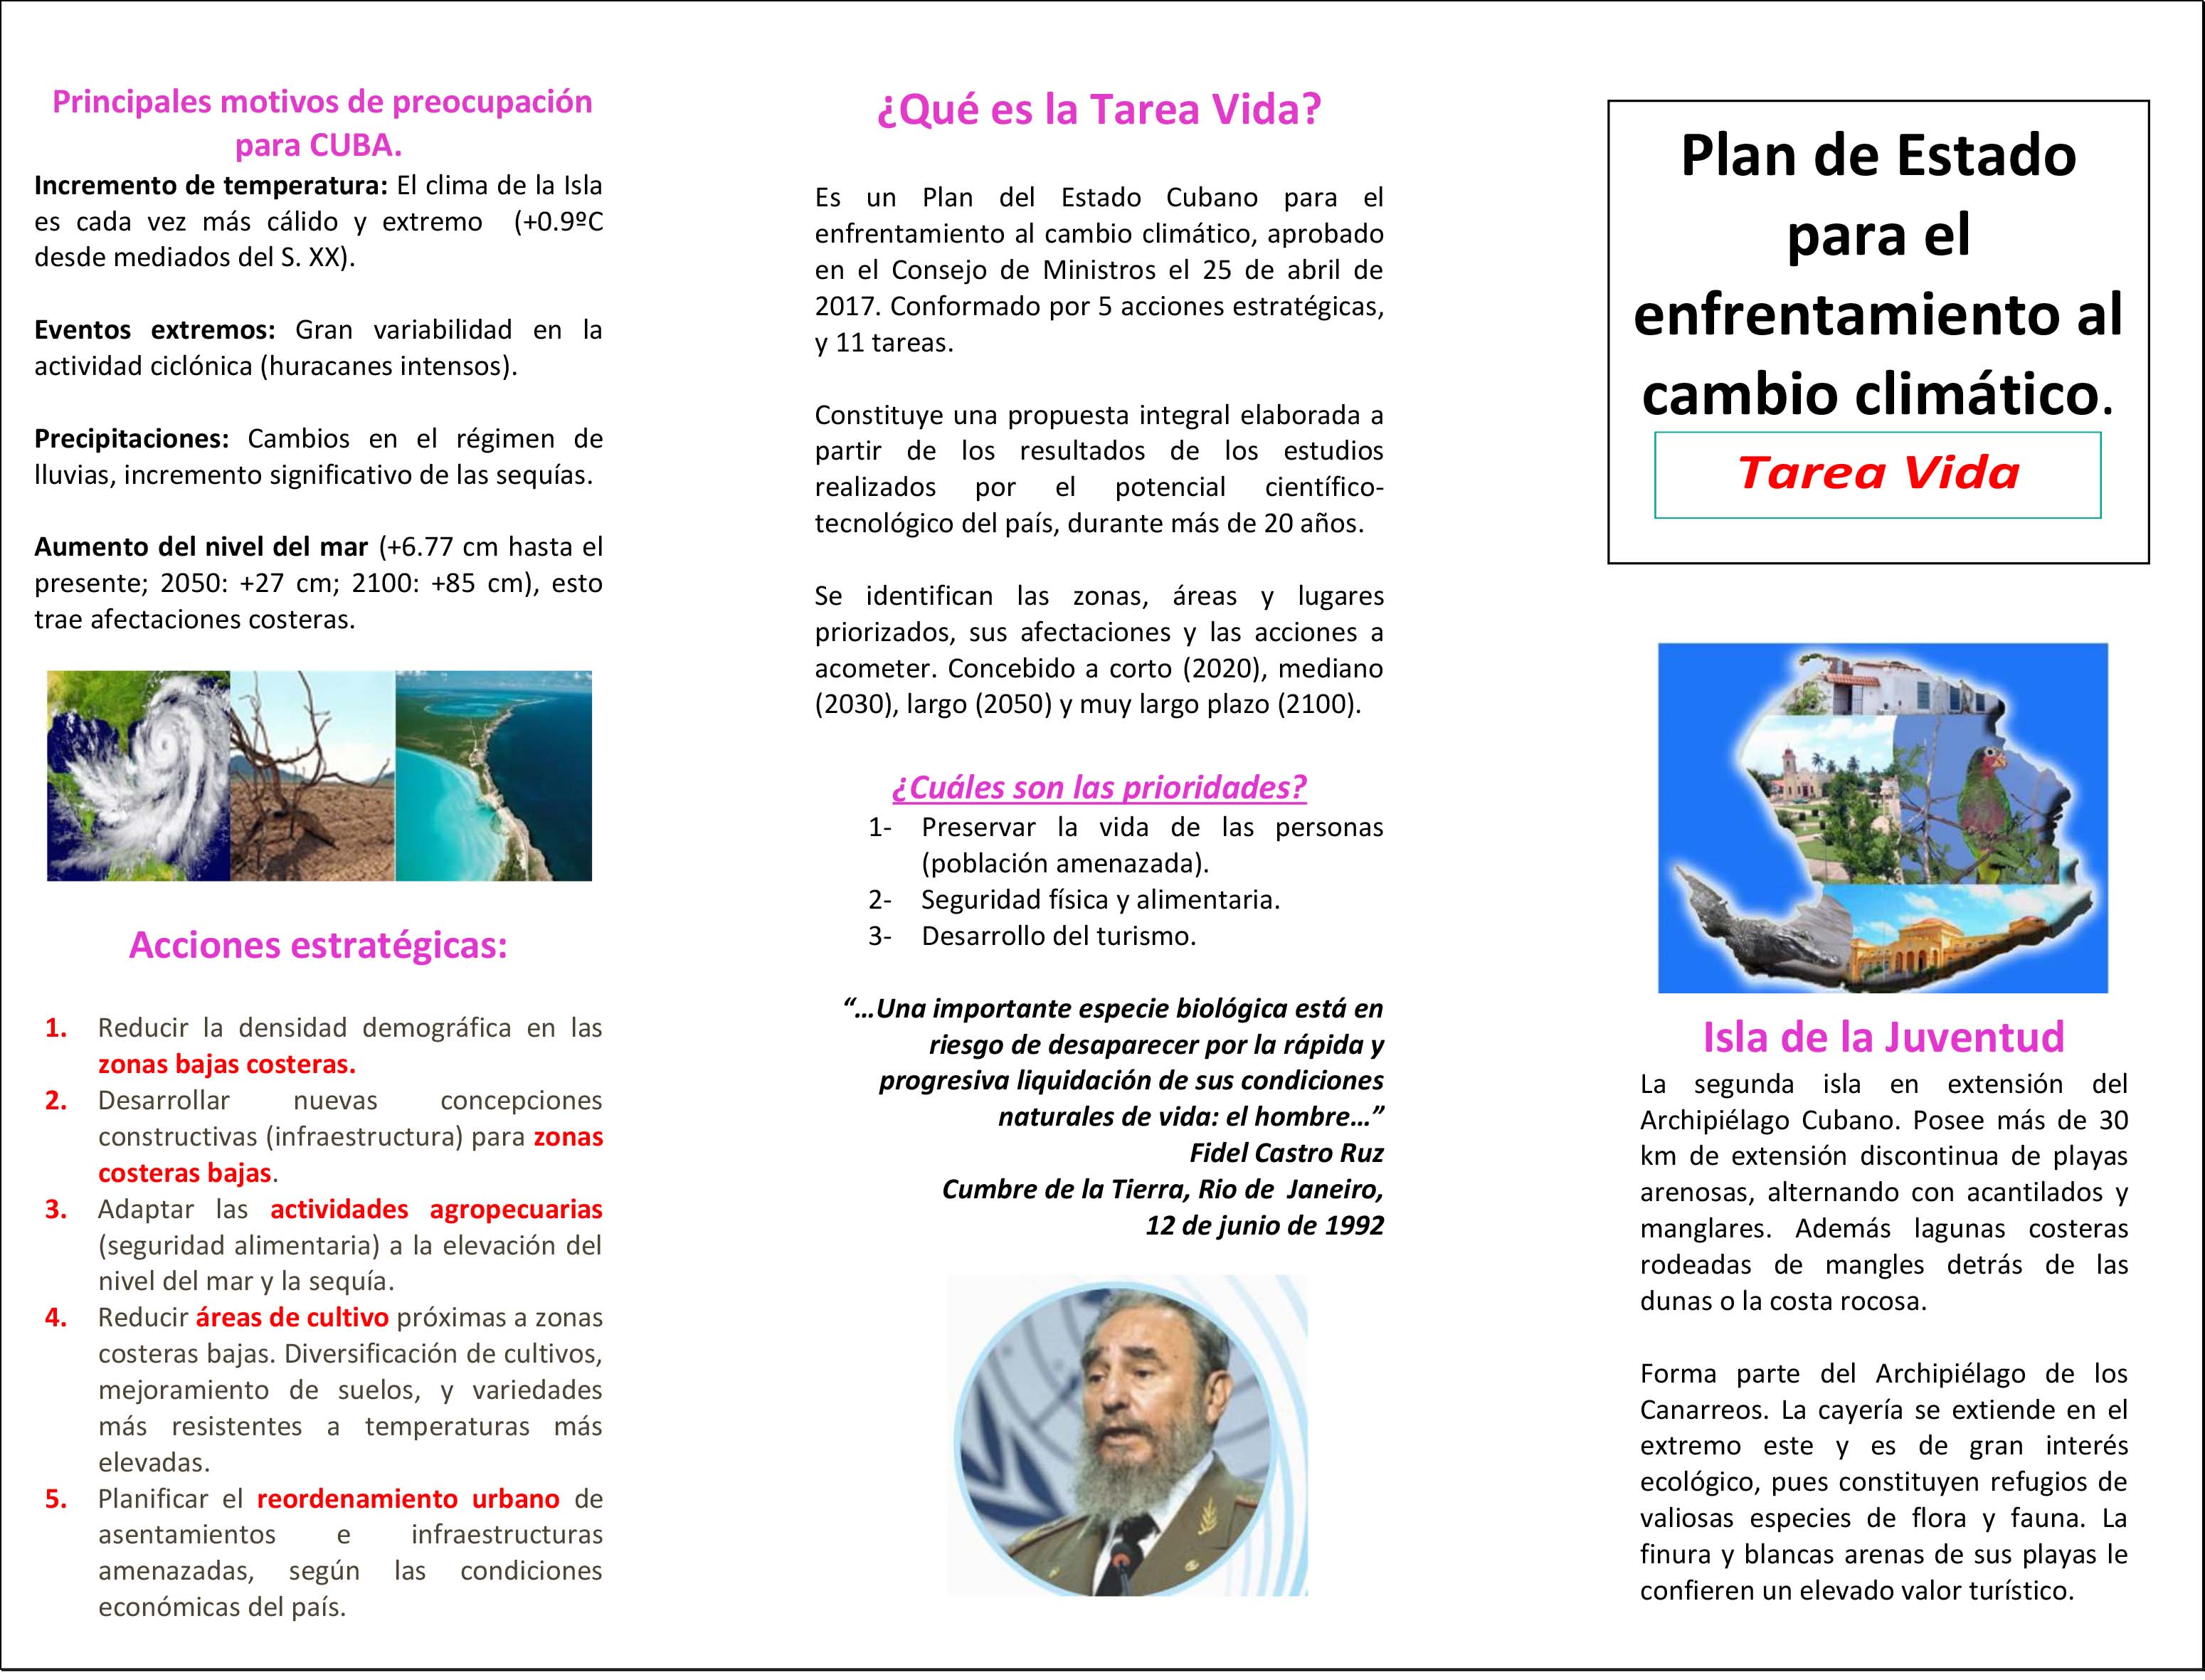 Principales motivos de preocupación
para CUBA.
Incremento de temperatura: El clima de la Isla
es cada vez más cálido y extremo (+0.9ºC
desde mediados del S. XX).
Eventos extremos: Gran variabilidad en la
actividad ciclónica (huracanes intensos).
Precipitaciones: Cambios en el régimen de
lluvias, incremento significativo de las sequías.
Aumento del nivel del mar (+6.77 cm hasta el
presente; 2050: +27 cm; 2100: +85 cm), esto
trae afectaciones costeras.
Acciones estratégicas:
1. Reducir la densidad demográfica en las
zonas bajas costeras.
2. Desarrollar nuevas concepciones
constructivas (infraestructura) para zonas
costeras bajas.
3. Adaptar las actividades agropecuarias
(seguridad alimentaria) a la elevación del
nivel del mar y la sequía.
4. Reducir áreas de cultivo próximas a zonas
costeras bajas. Diversificación de cultivos,
mejoramiento de suelos, y variedades
más resistentes a temperaturas más
elevadas.
5. Planificar el reordenamiento urbano de
asentamientos e infraestructuras
amenazadas, según las condiciones
económicas del país.
¿Qué es la Tarea Vida?
Es un Plan del Estado Cubano para el
enfrentamiento al cambio climático, aprobado
en el Consejo de Ministros el 25 de abril de
2017. Conformado por 5 acciones estratégicas,
y 11 tareas.
Constituye una propuesta integral elaborada a
partir de los resultados de los estudios
realizados por el potencial científico-
tecnológico del país, durante más de 20 años.
Se identifican las zonas, áreas y lugares
priorizados, sus afectaciones y las acciones a
acometer. Concebido a corto (2020), mediano
(2030), largo (2050) y muy largo plazo (2100).
¿Cuáles son las prioridades?
1- Preservar la vida de las personas
(población amenazada).
2- Seguridad física y alimentaria.
3- Desarrollo del turismo.
“…Una importante especie biológica está en
riesgo de desaparecer por la rápida y
progresiva liquidación de sus condiciones
naturales de vida: el hombre…”
Fidel Castro Ruz
Cumbre de la Tierra, Rio de Janeiro,
12 de junio de 1992
Plan de Estado
para el
enfrentamiento al
cambio climático.
Tarea Vida
Isla de la Juventud
La segunda isla en extensión del
Archipiélago Cubano. Posee más de 30
km de extensión discontinua de playas
arenosas, alternando con acantilados y
manglares. Además lagunas costeras
rodeadas de mangles detrás de las
dunas o la costa rocosa.
Forma parte del Archipiélago de los
Canarreos. La cayería se extiende en el
extremo este y es de gran interés
ecológico, pues constituyen refugios de
valiosas especies de flora y fauna. La
finura y blancas arenas de sus playas le
confieren un elevado valor turístico.